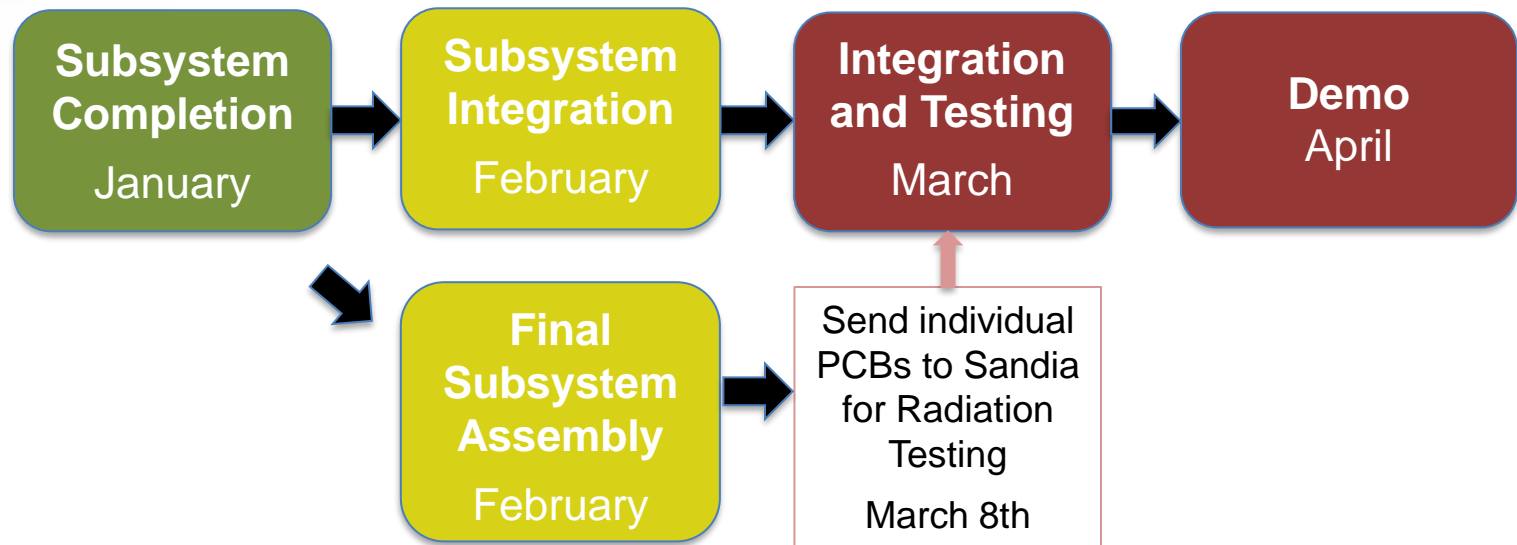 Subsystem
Completion
January
Subsystem
Integration
February
Integration
and Testing
March
Demo
April
Final
Subsystem
Assembly
February
Send individual
PCBs to Sandia
for Radiation
Testing
March 8th